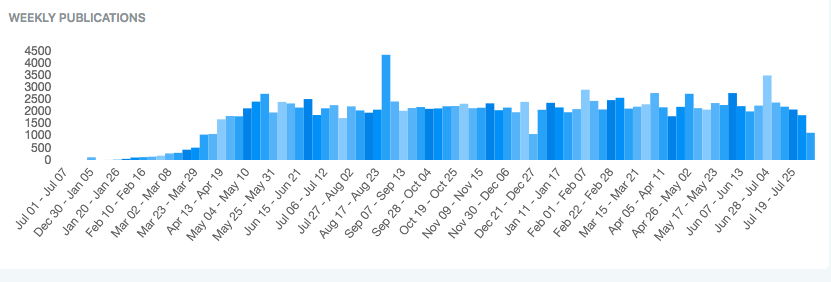 WEEKLY PUBLICATIONS
4500
4000
3500
3000
2500
2000
1500
1000
500
0
Jul 01 - Jul 07
Dec 30 - Jan 05
Jan 20 - Jan 26
Feb 10 - Feb 16
Mar 02 - Mar 08
Mar 23 - Mar 29
Apr 13 - Apr 19
May 04 - May 10
May 25 - May 31
Jun 15 - Jun 21
Jul 06 - Jul 12
Jul 27 - Aug 02
Aug 17 - Aug 23
Sep 07 - Sep 13
Sep 28 - Oct 04
Oct 19 - Oct 25
Nov 09 - Nov 15
Nov 30 - Dec 06
Dec 21 - Dec 27
Jan 11 - Jan 17
Feb 01 - Feb 07
Feb 22 - Feb 28
Mar 15 - Mar 21
Apr 05 - Apr 11
Apr 26 - May 02
May 17 - May 23
Jun 07 - Jun 13
Jun 28 - Jul 04
Jul 19 - Jul 25